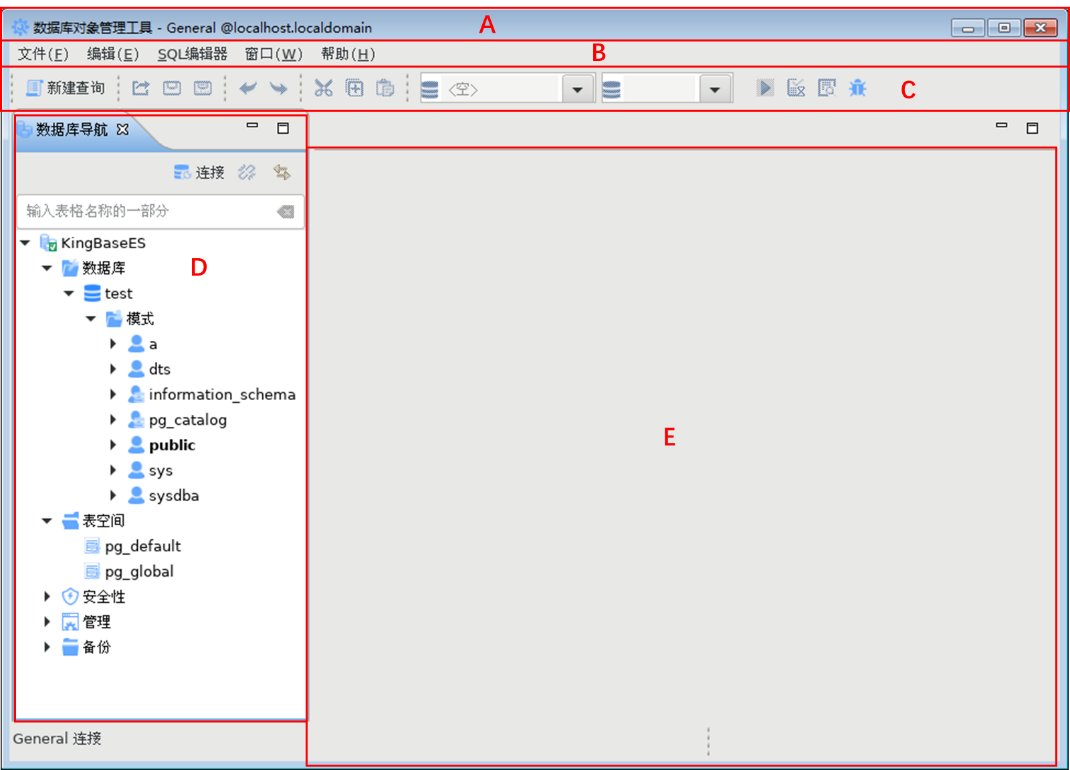 数据库对象管理工具 - General @localhost.localdomain
A
文件(F) 编辑(E) SQL编辑器 窗口(W) 帮助(H)
B
新建查询 <空>
C
数据库导航
连接
输入表格名称的一部分
KingBaseES
数据库
D
test
模式
a
dts
information_schema
pg_catalog
public
E
sys
sysdba
表空间
pg_default
pg_global
安全性
管理
备份
General 连接